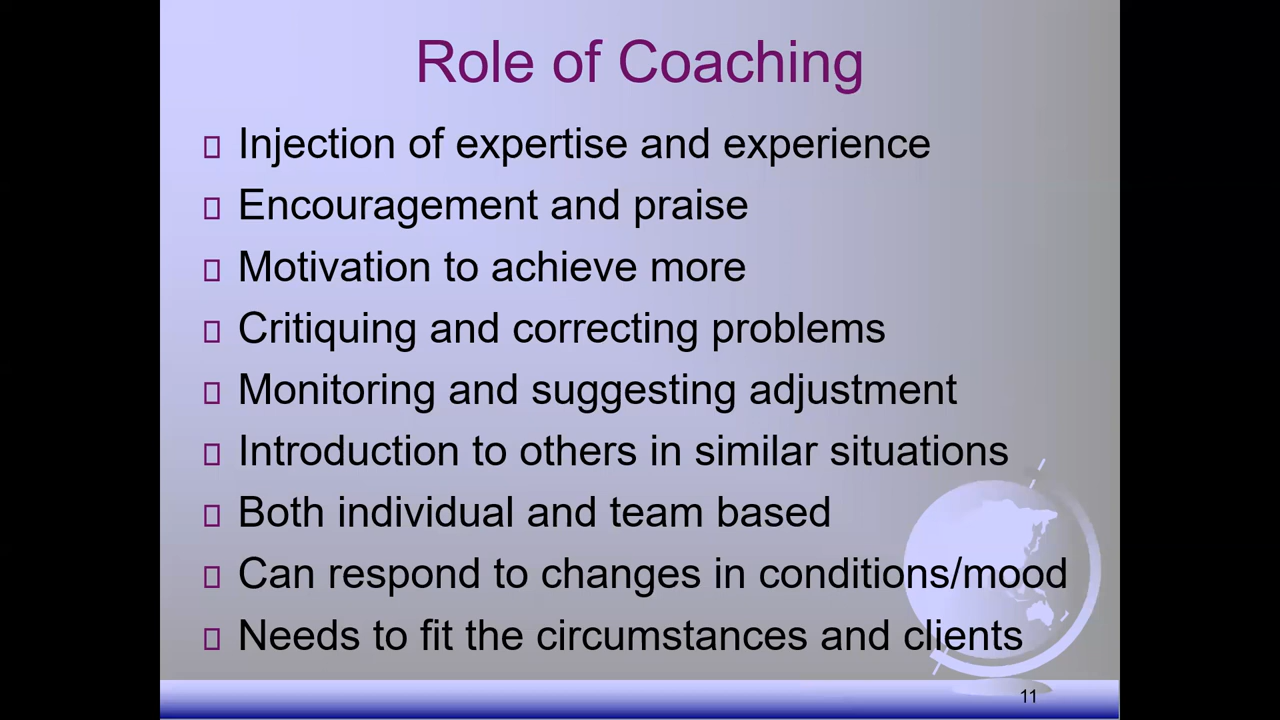 Role of Coaching
Injection of expertise and experience
Encouragement and praise
Motivation to achieve more
Critiquing and correcting problems
Monitoring and suggesting adjustment
Introduction to others in similar situations
Both individual and team based
Can respond to changes in conditions/mood
Needs to fit the circumstances and clients
11